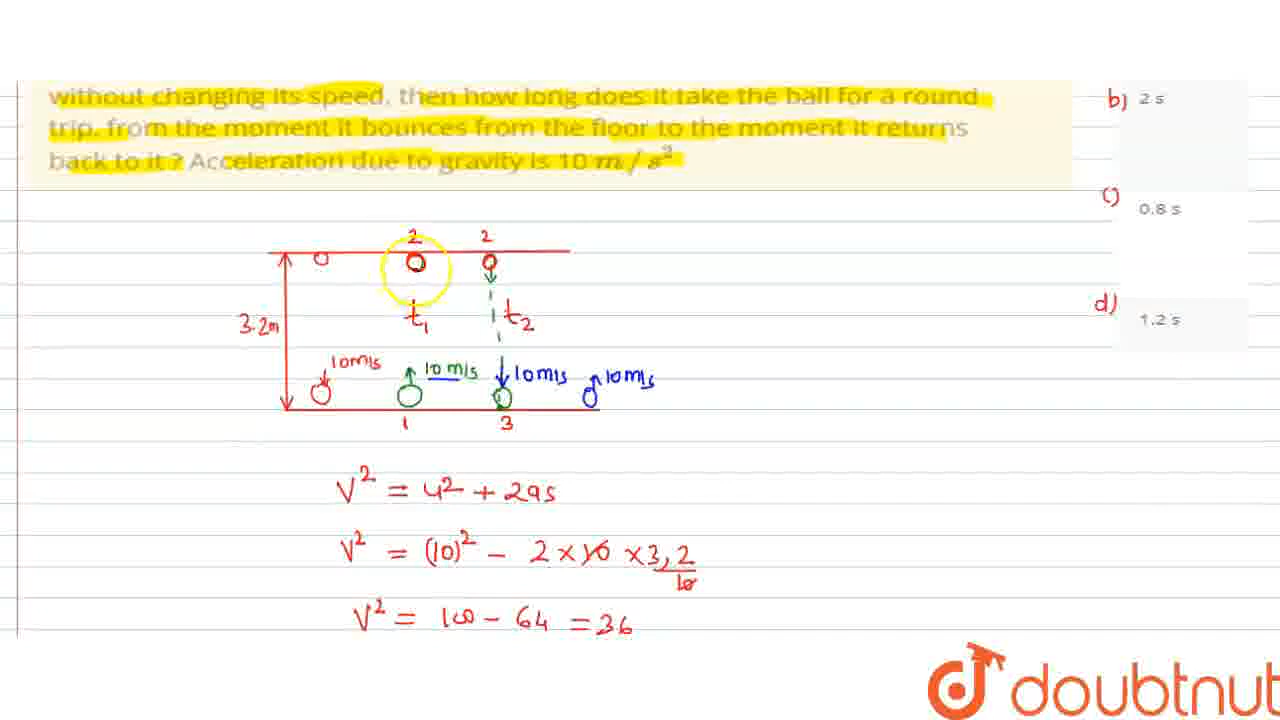 without changing its speed, then how long does it take the ball for a round
trip. from the moment it bounces from the floor to the moment it returns
back to it ? Acceleration due to gravity is 10 m / s²
b) 2 s
c) 0.8 s
d) 1.2 s
2 2
3.2m
t₁ t₂
10m/s 10 m/s 10m/s 10m/s
1 3
V² = u² + 2as
V² = (10)² - 2 × 10 × 3,2
10
V² = 100 - 64 = 36
doubtnut